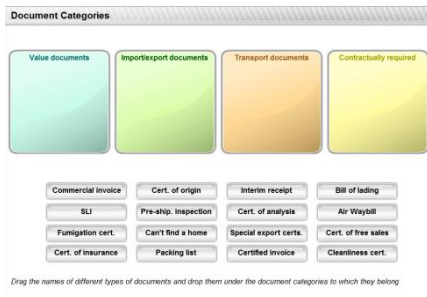 Document Categories
Value documents Import/export documents Transport documents Contractually required
Commercial invoice Cert. of origin Interim receipt Bill of lading
SLI Pre-ship. inspection Cert. of analysis Air Waybill
Fumigation cert. Can't find a home Special export certs. Cert. of free sales
Cert. of insurance Packing list Certified invoice Cleanliness cert.
Drag the names of different types of documents and drop them under the document categories to which they belong